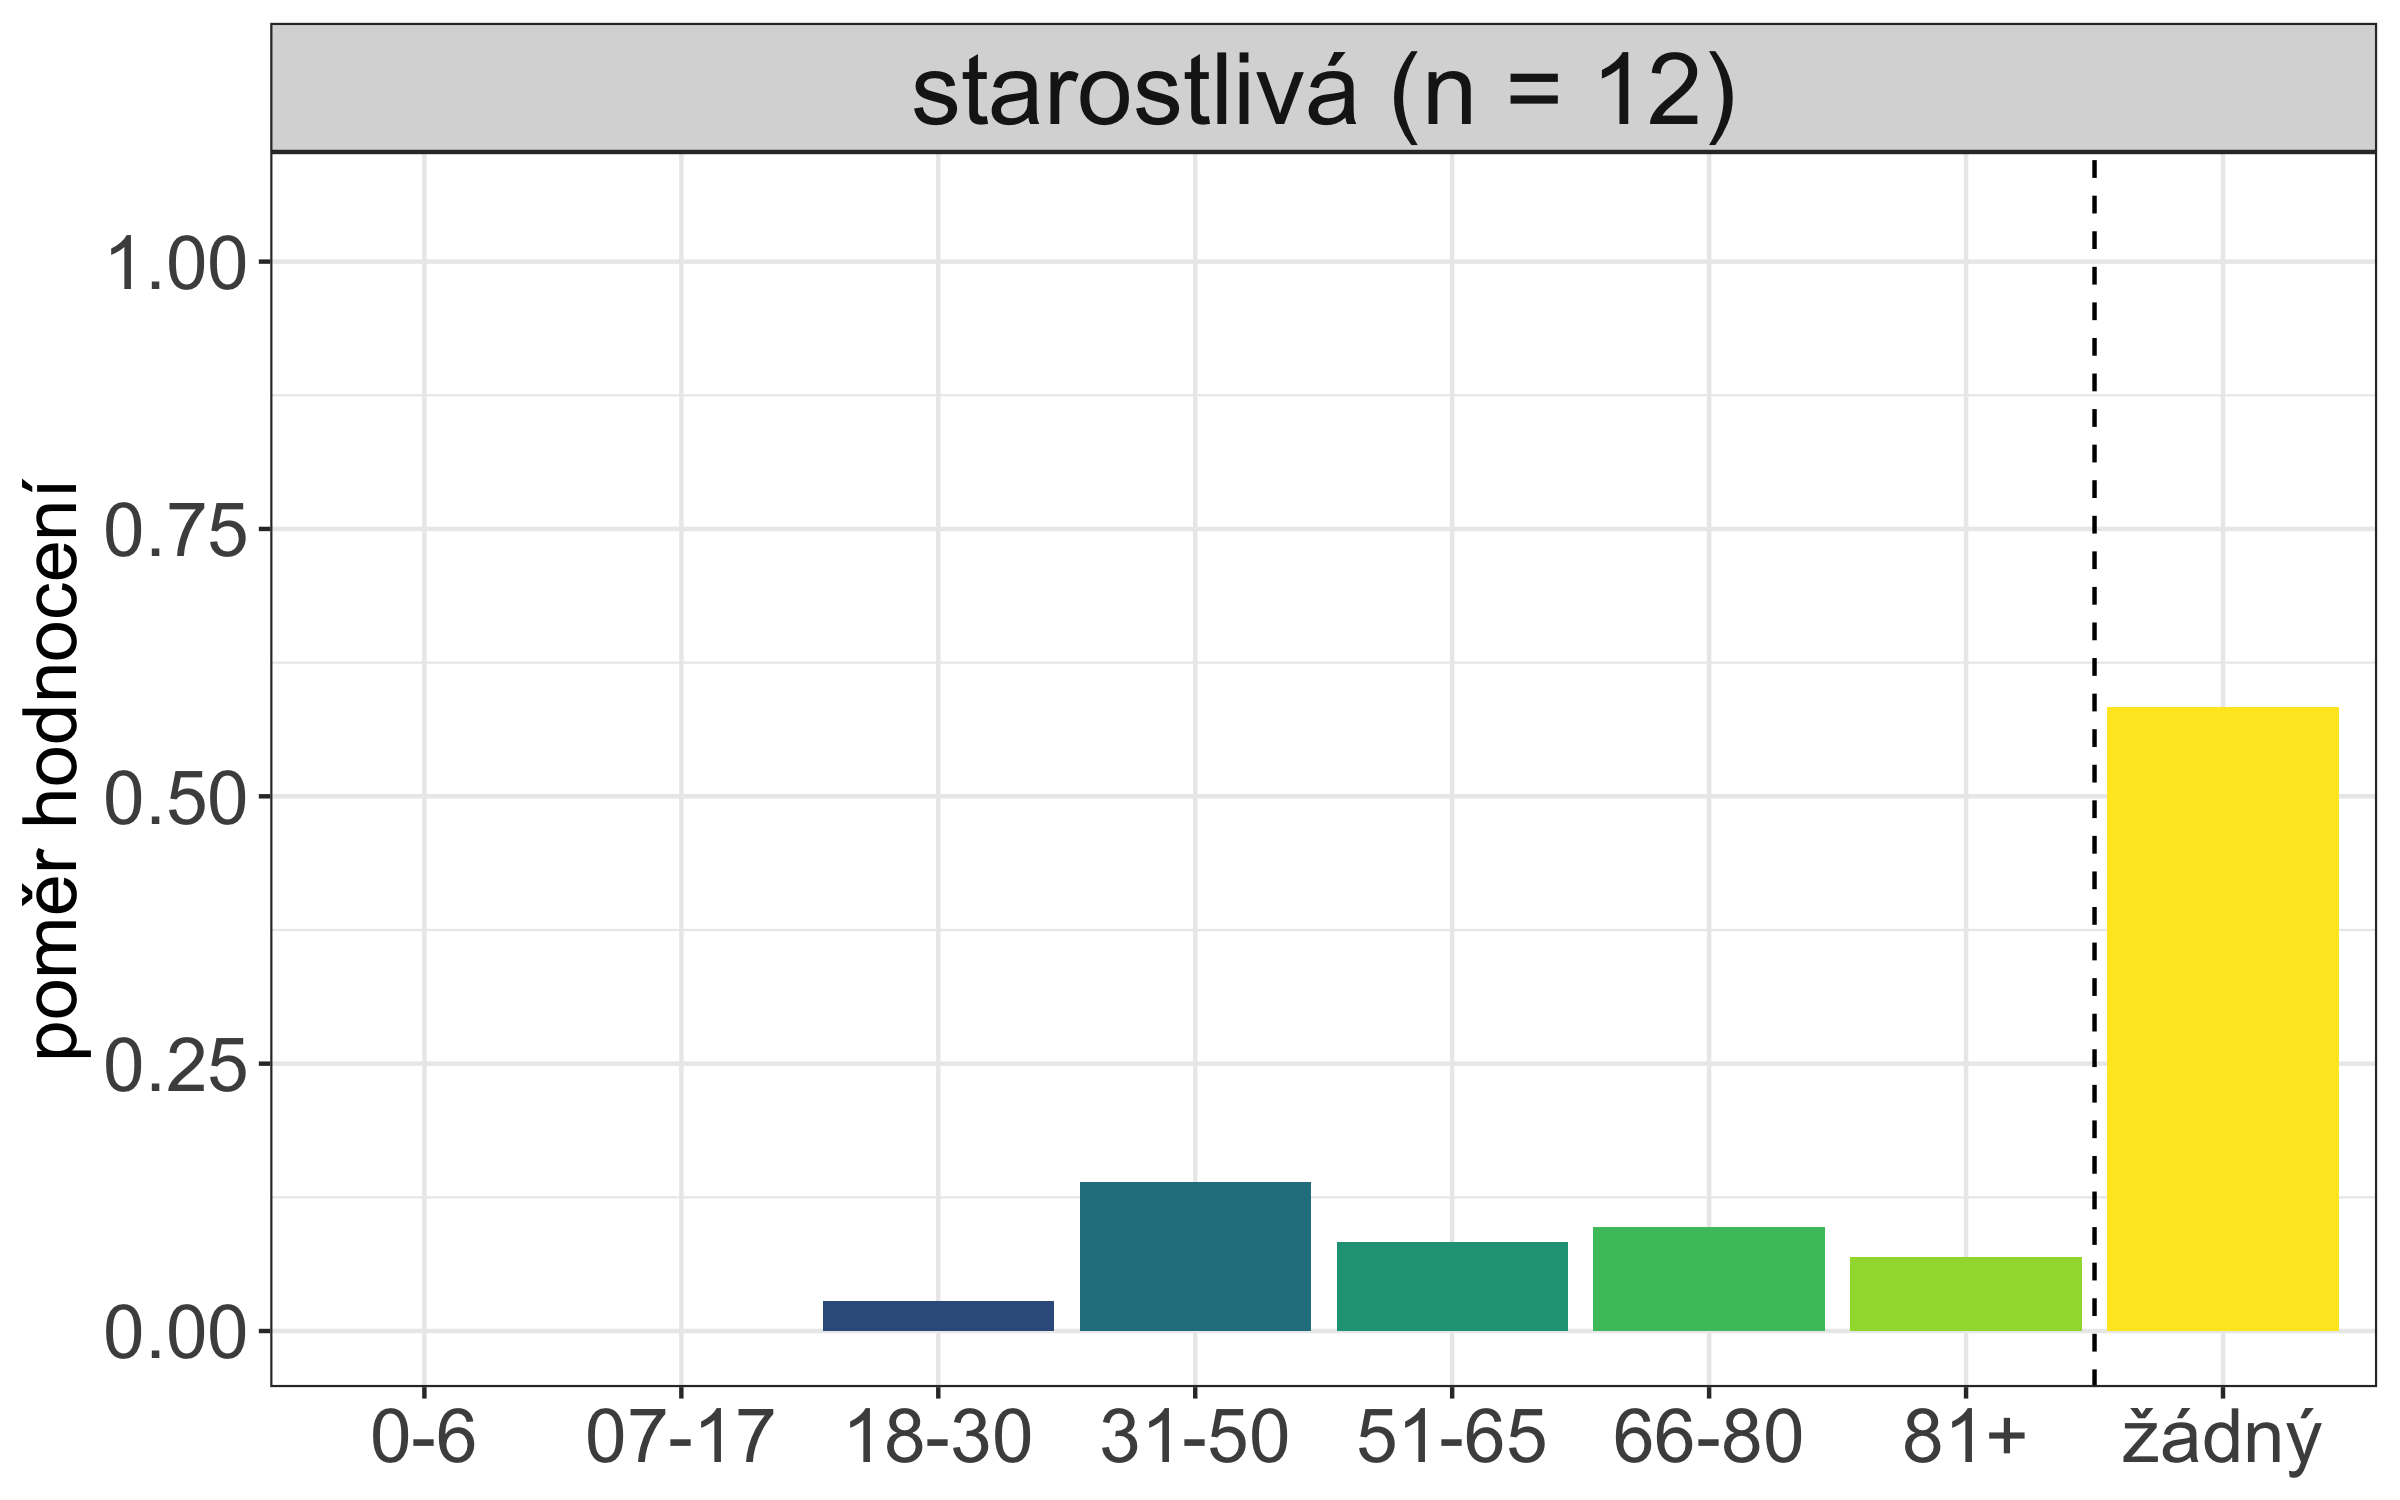 starostlivá (n = 12)
poměr hodnocení
1.00
0.75
0.50
0.25
0.00
0-6 07-17 18-30 31-50 51-65 66-80 81+ žádný